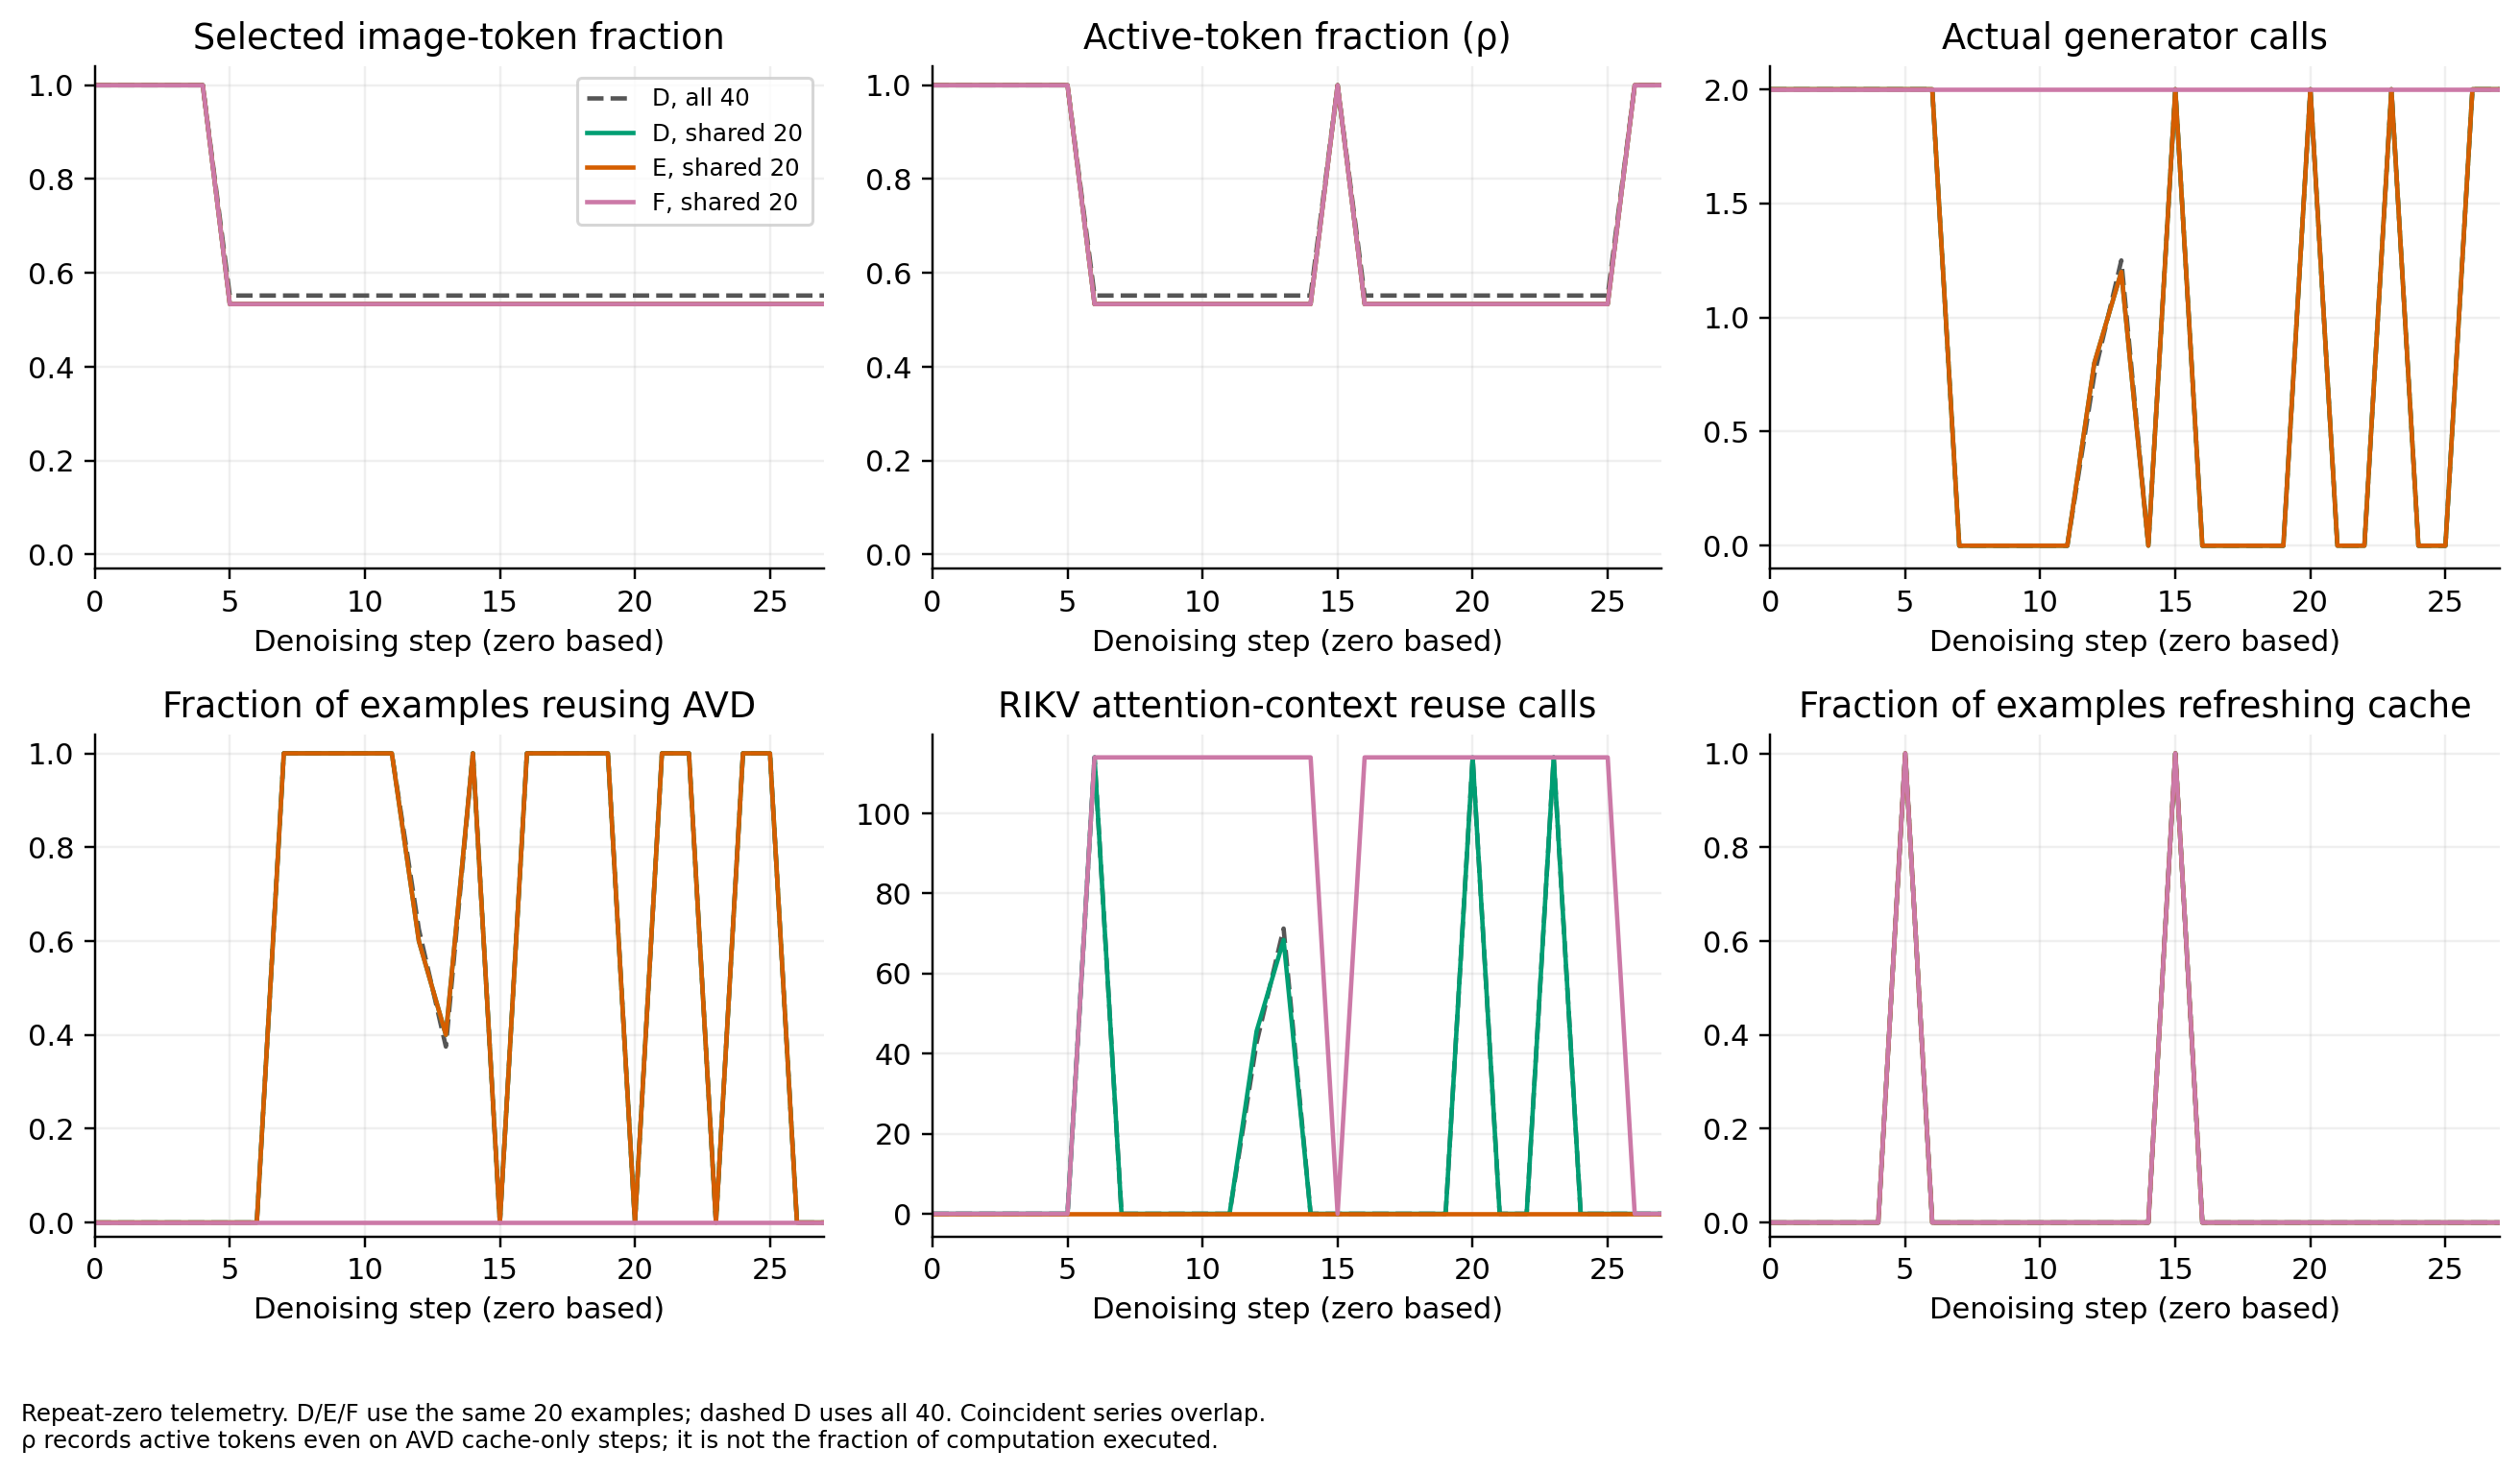 Selected image-token fraction
1.0
0.8
0.6
0.4
0.2
0.0
D, all 40
D, shared 20
E, shared 20
F, shared 20
0 5 10 15 20 25
Denoising step (zero based)
Active-token fraction (ρ)
1.0
0.8
0.6
0.4
0.2
0.0
0 5 10 15 20 25
Denoising step (zero based)
Actual generator calls
2.0
1.5
1.0
0.5
0.0
0 5 10 15 20 25
Denoising step (zero based)
Fraction of examples reusing AVD
1.0
0.8
0.6
0.4
0.2
0.0
0 5 10 15 20 25
Denoising step (zero based)
RIKV attention-context reuse calls
100
80
60
40
20
0
0 5 10 15 20 25
Denoising step (zero based)
Fraction of examples refreshing cache
1.0
0.8
0.6
0.4
0.2
0.0
0 5 10 15 20 25
Denoising step (zero based)
Repeat-zero telemetry. D/E/F use the same 20 examples; dashed D uses all 40. Coincident series overlap.
ρ records active tokens even on AVD cache-only steps; it is not the fraction of computation executed.